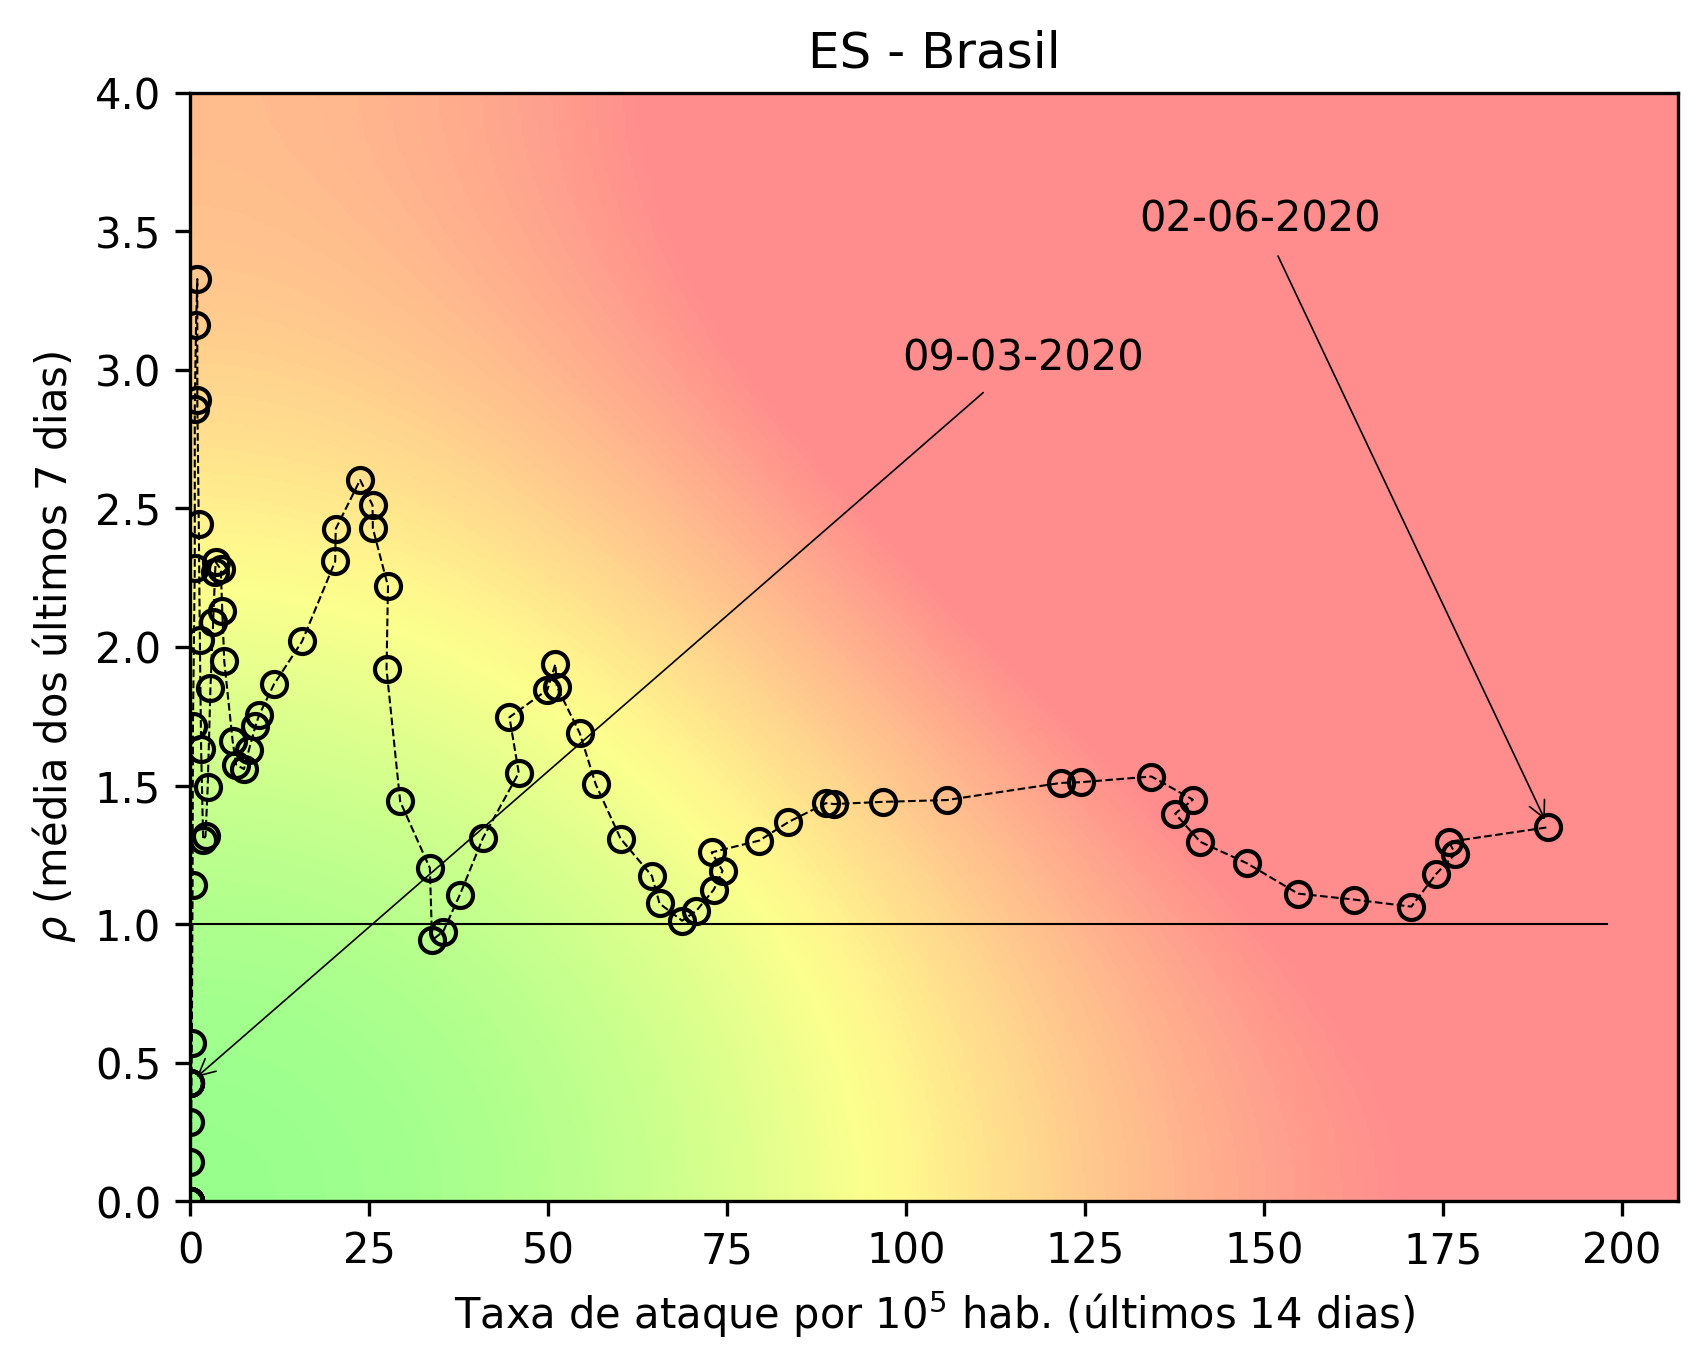 ES - Brasil
4.0
3.5
3.0
2.5
2.0
1.5
1.0
0.5
0.0
ρ (média dos últimos 7 dias)
02-06-2020
09-03-2020
0 25 50 75 100 125 150 175 200
Taxa de ataque por 10⁵ hab. (últimos 14 dias)